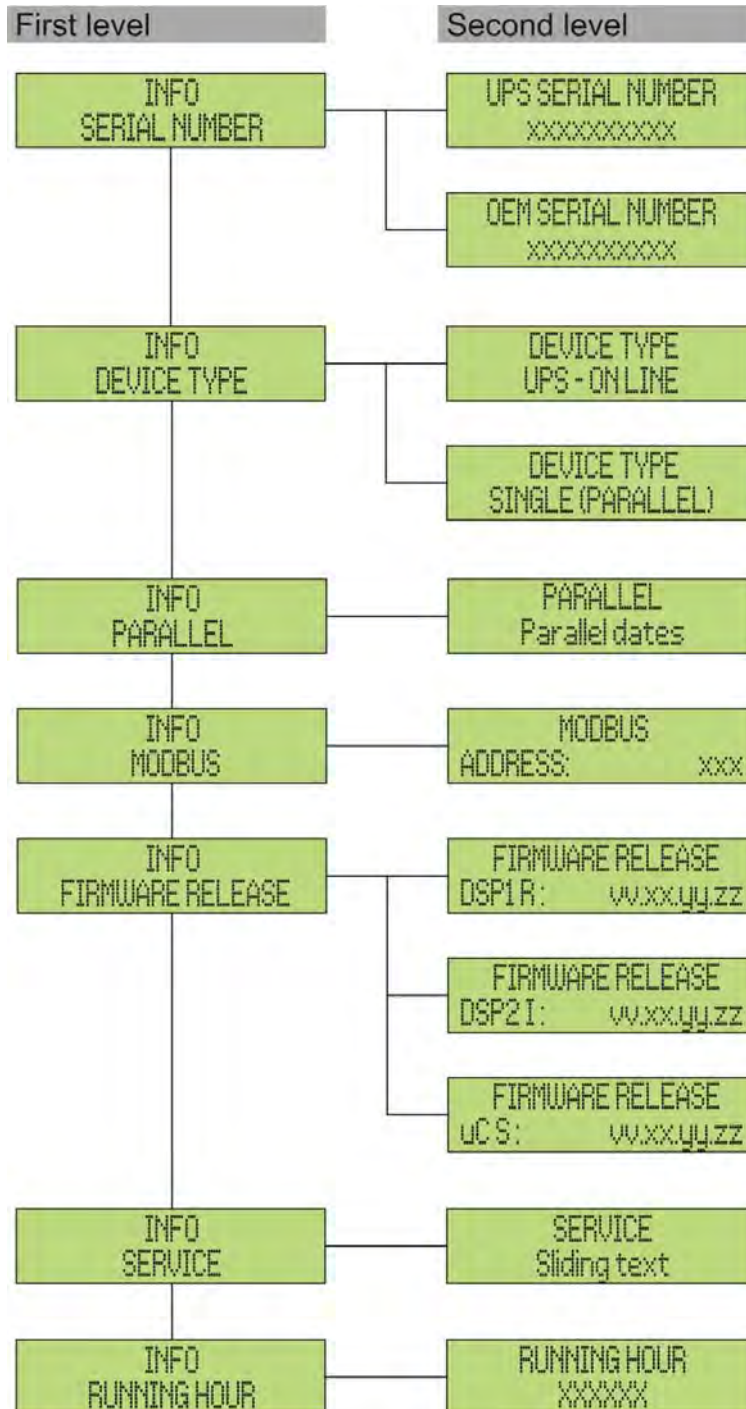 First level
Second level
INFO
SERIAL NUMBER
UPS SERIAL NUMBER
xxxxxxxxxxx
OEM SERIAL NUMBER
xxxxxxxxxxx
INFO
DEVICE TYPE
DEVICE TYPE
UPS - ON LINE
DEVICE TYPE
SINGLE (PARALLEL)
INFO
PARALLEL
PARALLEL
Parallel dates
INFO
MODBUS
MODBUS
ADDRESS: xxx
INFO
FIRMWARE RELEASE
FIRMWARE RELEASE
DSP1 R: vv.xx.yy.zz
FIRMWARE RELEASE
DSP2 I: vv.xx.yy.zz
FIRMWARE RELEASE
uC S: vv.xx.yy.zz
INFO
SERVICE
SERVICE
Sliding text
INFO
RUNNING HOUR
RUNNING HOUR
XXXXXX